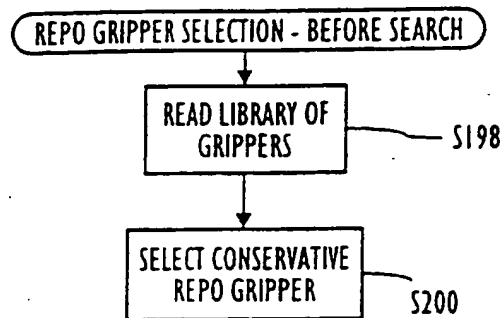 REPO GRIPPER SELECTION - BEFORE SEARCH
READ LIBRARY OF
GRIPPERS
S198
SELECT CONSERVATIVE
REPO GRIPPER
S200